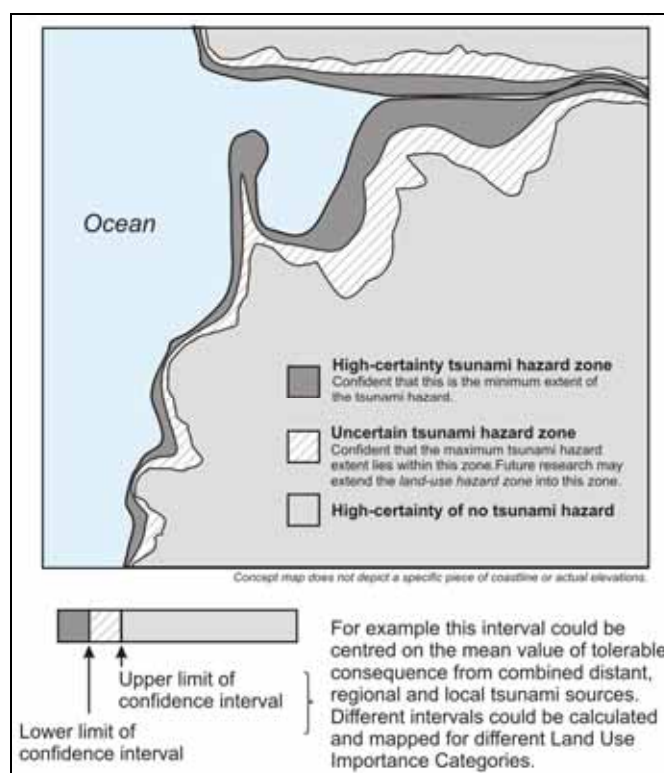 Ocean
High-certainty tsunami hazard zone
Confident that this is the minimum extent of
the tsunami hazard.
Uncertain tsunami hazard zone
Confident that the maximum tsunami hazard
extent lies within this zone.Future research may
extend the land-use hazard zone into this zone.
High-certainty of no tsunami hazard
Concept map does not depict a specific piece of coastline or actual elevations.
Upper limit of
confidence interval
Lower limit of
confidence interval
For example this interval could be
centred on the mean value of tolerable
consequence from combined distant,
regional and local tsunami sources.
Different intervals could be calculated
and mapped for different Land Use
Importance Categories.